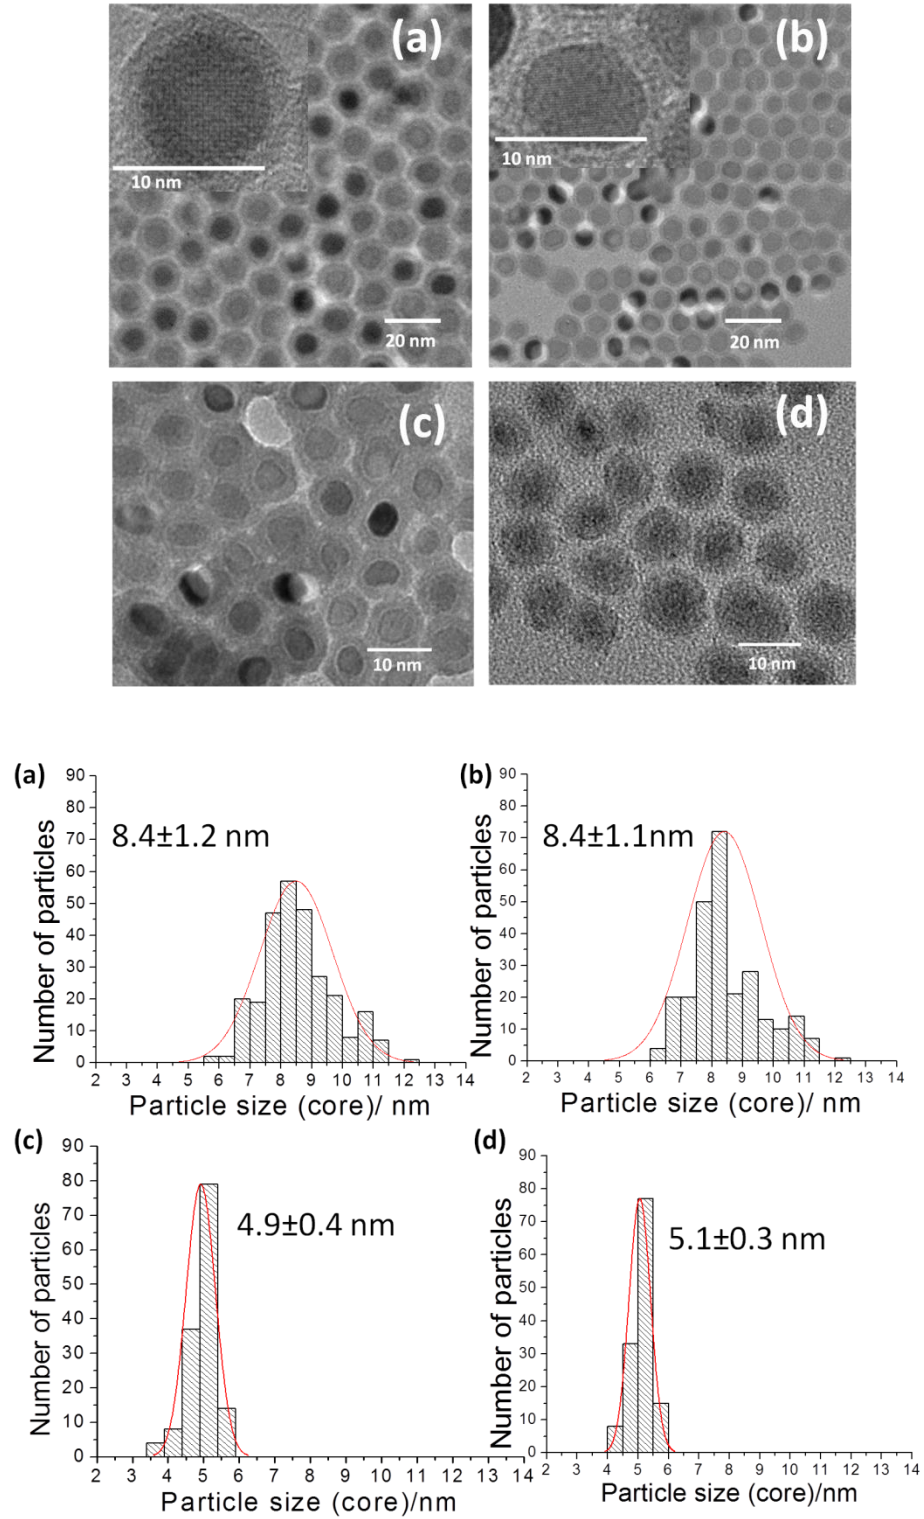 (a)
(b)
10 nm
10 nm
20 nm
20 nm
(c)
(d)
10 nm
10 nm
(a)
90
80
70
60
50
40
30
20
10
0
Number of particles
8.4±1.2 nm
2 3 4 5 6 7 8 9 10 11 12 13 14
Particle size (core)/ nm
(b)
90
80
70
60
50
40
30
20
10
0
Number of particles
8.4±1.1nm
2 3 4 5 6 7 8 9 10 11 12 13 14
Particle size (core)/ nm
(c)
90
80
70
60
50
40
30
20
10
0
Number of particles
4.9±0.4 nm
2 3 4 5 6 7 8 9 10 11 12 13 14
Particle size (core)/nm
(d)
90
80
70
60
50
40
30
20
10
0
Number of particles
5.1±0.3 nm
2 3 4 5 6 7 8 9 10 11 12 13 14
Particle size (core)/nm